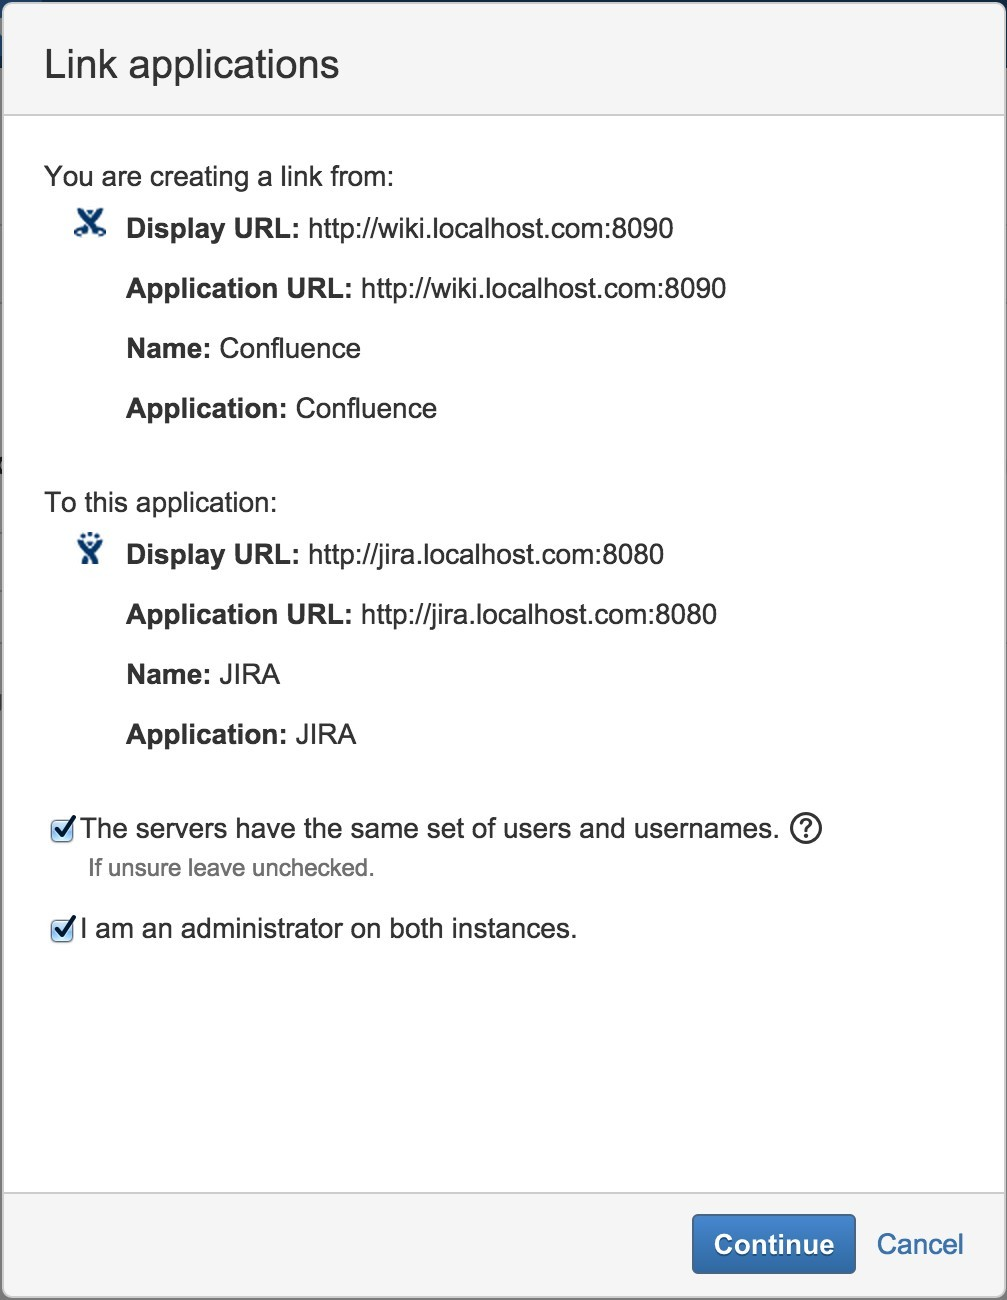 Link applications
You are creating a link from:
Display URL: http://wiki.localhost.com:8090
Application URL: http://wiki.localhost.com:8090
Name: Confluence
Application: Confluence
To this application:
Display URL: http://jira.localhost.com:8080
Application URL: http://jira.localhost.com:8080
Name: JIRA
Application: JIRA
The servers have the same set of users and usernames. ?
If unsure leave unchecked.
I am an administrator on both instances.
Continue Cancel